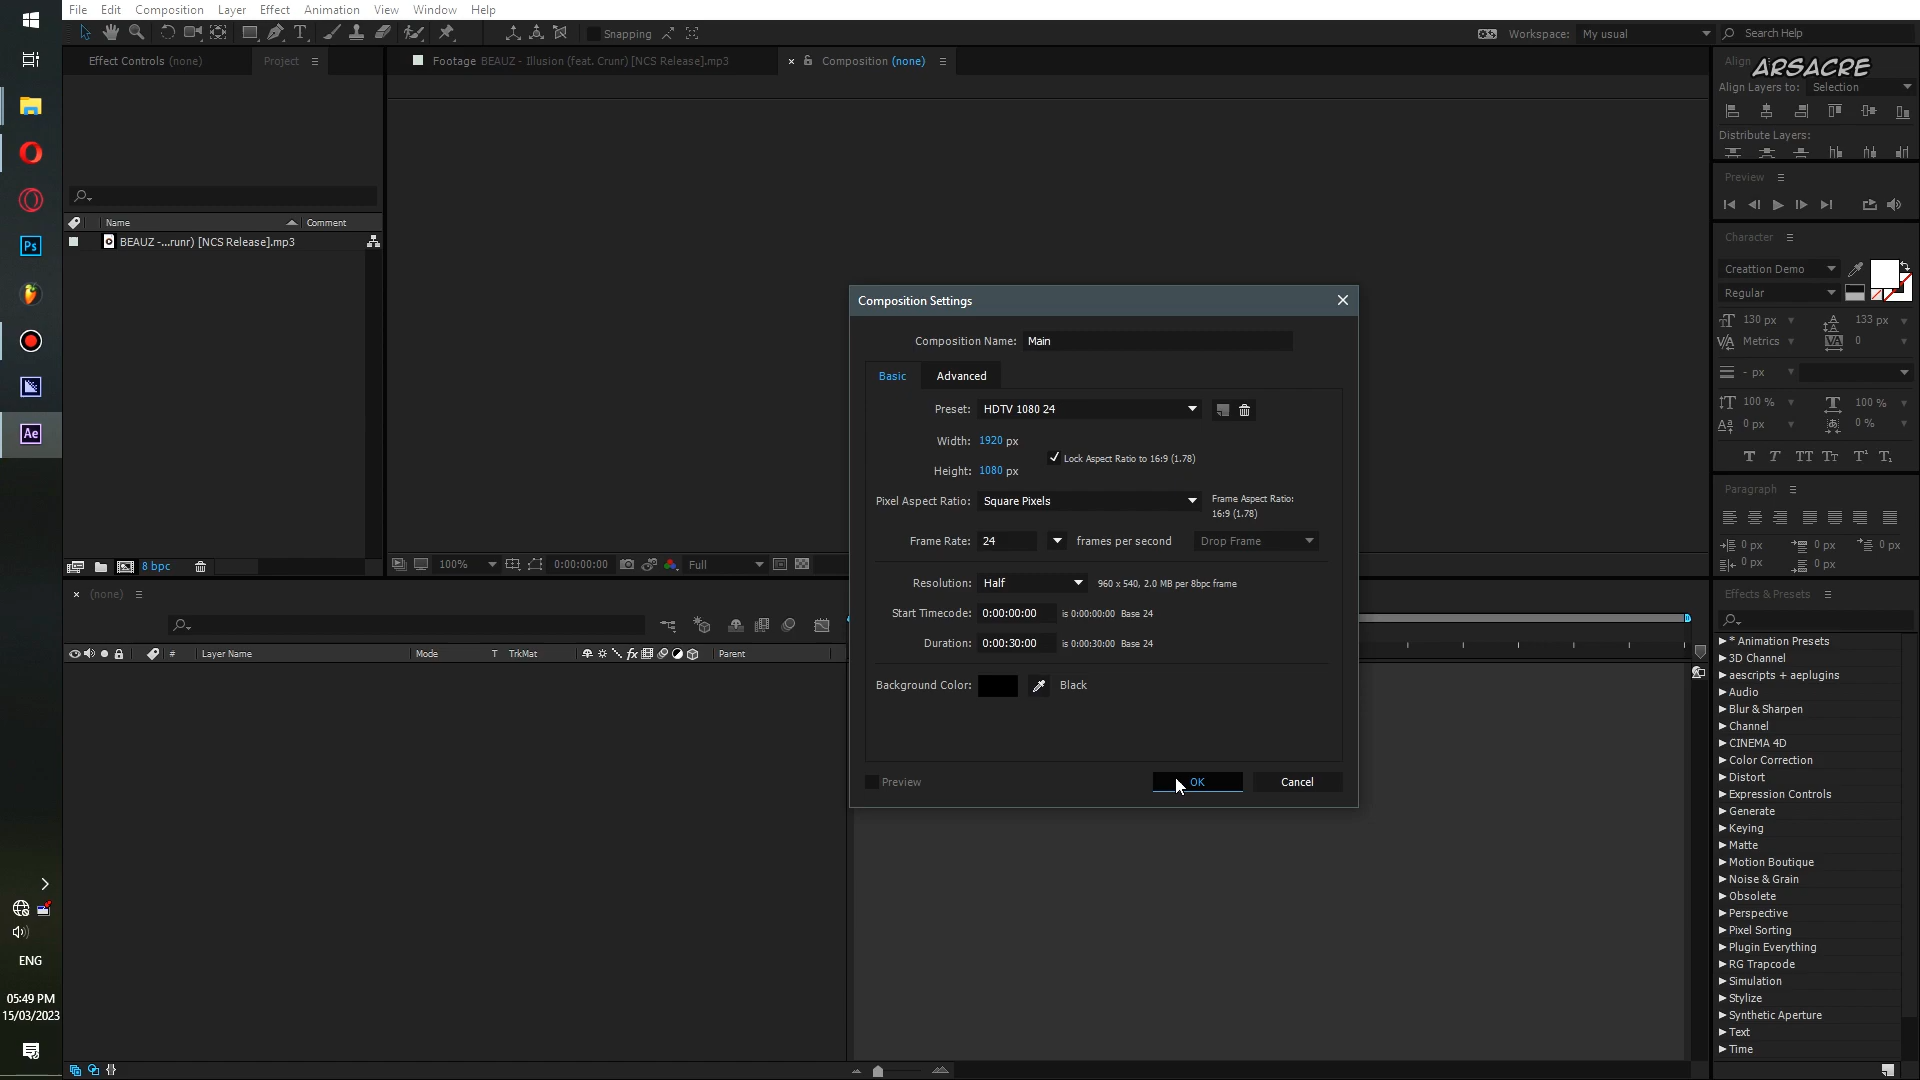 File Edit Composition Layer Effect Animation View Window Help
Snapping
Workspace: My usual
Search Help
Effect Controls (none)
Project
Footage BEAUZ - Illusion (feat. Crunr) [NCS Release].mp3
Composition (none)
Align
ARSACRE
Align Layers to: Selection
Distribute Layers:
Preview
Name
Comment
BEAUZ -...runr) [NCS Release].mp3
Ps
Ae
Character
Creattion Demo
Regular
130 px
133 px
Metrics
0
- px
100 %
100 %
0 px
0 %
T T TT Tt T¹ T₁
Paragraph
0 px
0 px
0 px
0 px
0 px
Composition Settings
Composition Name: Main
Basic
Advanced
Preset: HDTV 1080 24
Width: 1920 px
Lock Aspect Ratio to 16:9 (1.78)
Height: 1080 px
Pixel Aspect Ratio: Square Pixels
Frame Aspect Ratio:
16:9 (1.78)
Frame Rate: 24 frames per second Drop Frame
Resolution: Half 960 x 540, 2.0 MB per 8bpc frame
Start Timecode: 0:00:00:00 is 0:00:00:00 Base 24
Duration: 0:00:30:00 is 0:00:30:00 Base 24
Background Color: Black
Preview
OK
Cancel
8 bpc
100%
0:00:00:00
Full
(none)
# Layer Name
Mode
T TrkMat
fx
Parent
Effects & Presets
* Animation Presets
3D Channel
aescripts + aeplugins
Audio
Blur & Sharpen
Channel
CINEMA 4D
Color Correction
Distort
Expression Controls
Generate
Keying
Matte
Motion Boutique
Noise & Grain
Obsolete
Perspective
Pixel Sorting
Plugin Everything
RG Trapcode
Simulation
Stylize
Synthetic Aperture
Text
Time
ENG
05:49 PM
15/03/2023